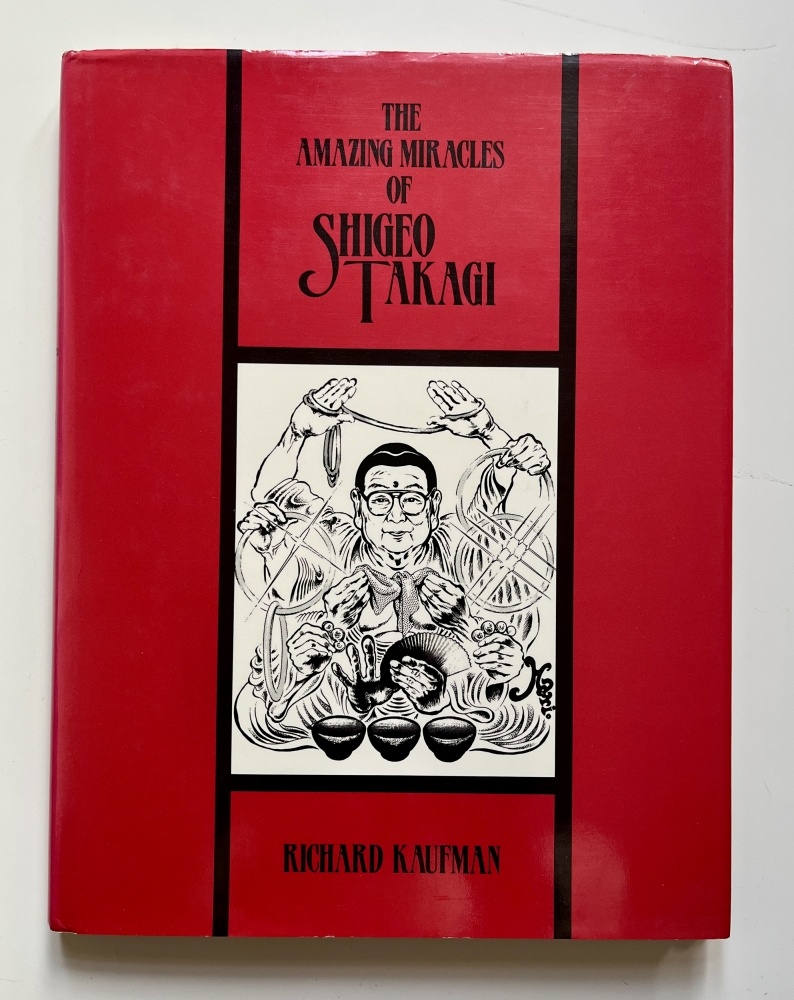 THE
AMAZING MIRACLES
OF
SHIGEO
TAKAGI
RICHARD KAUFMAN